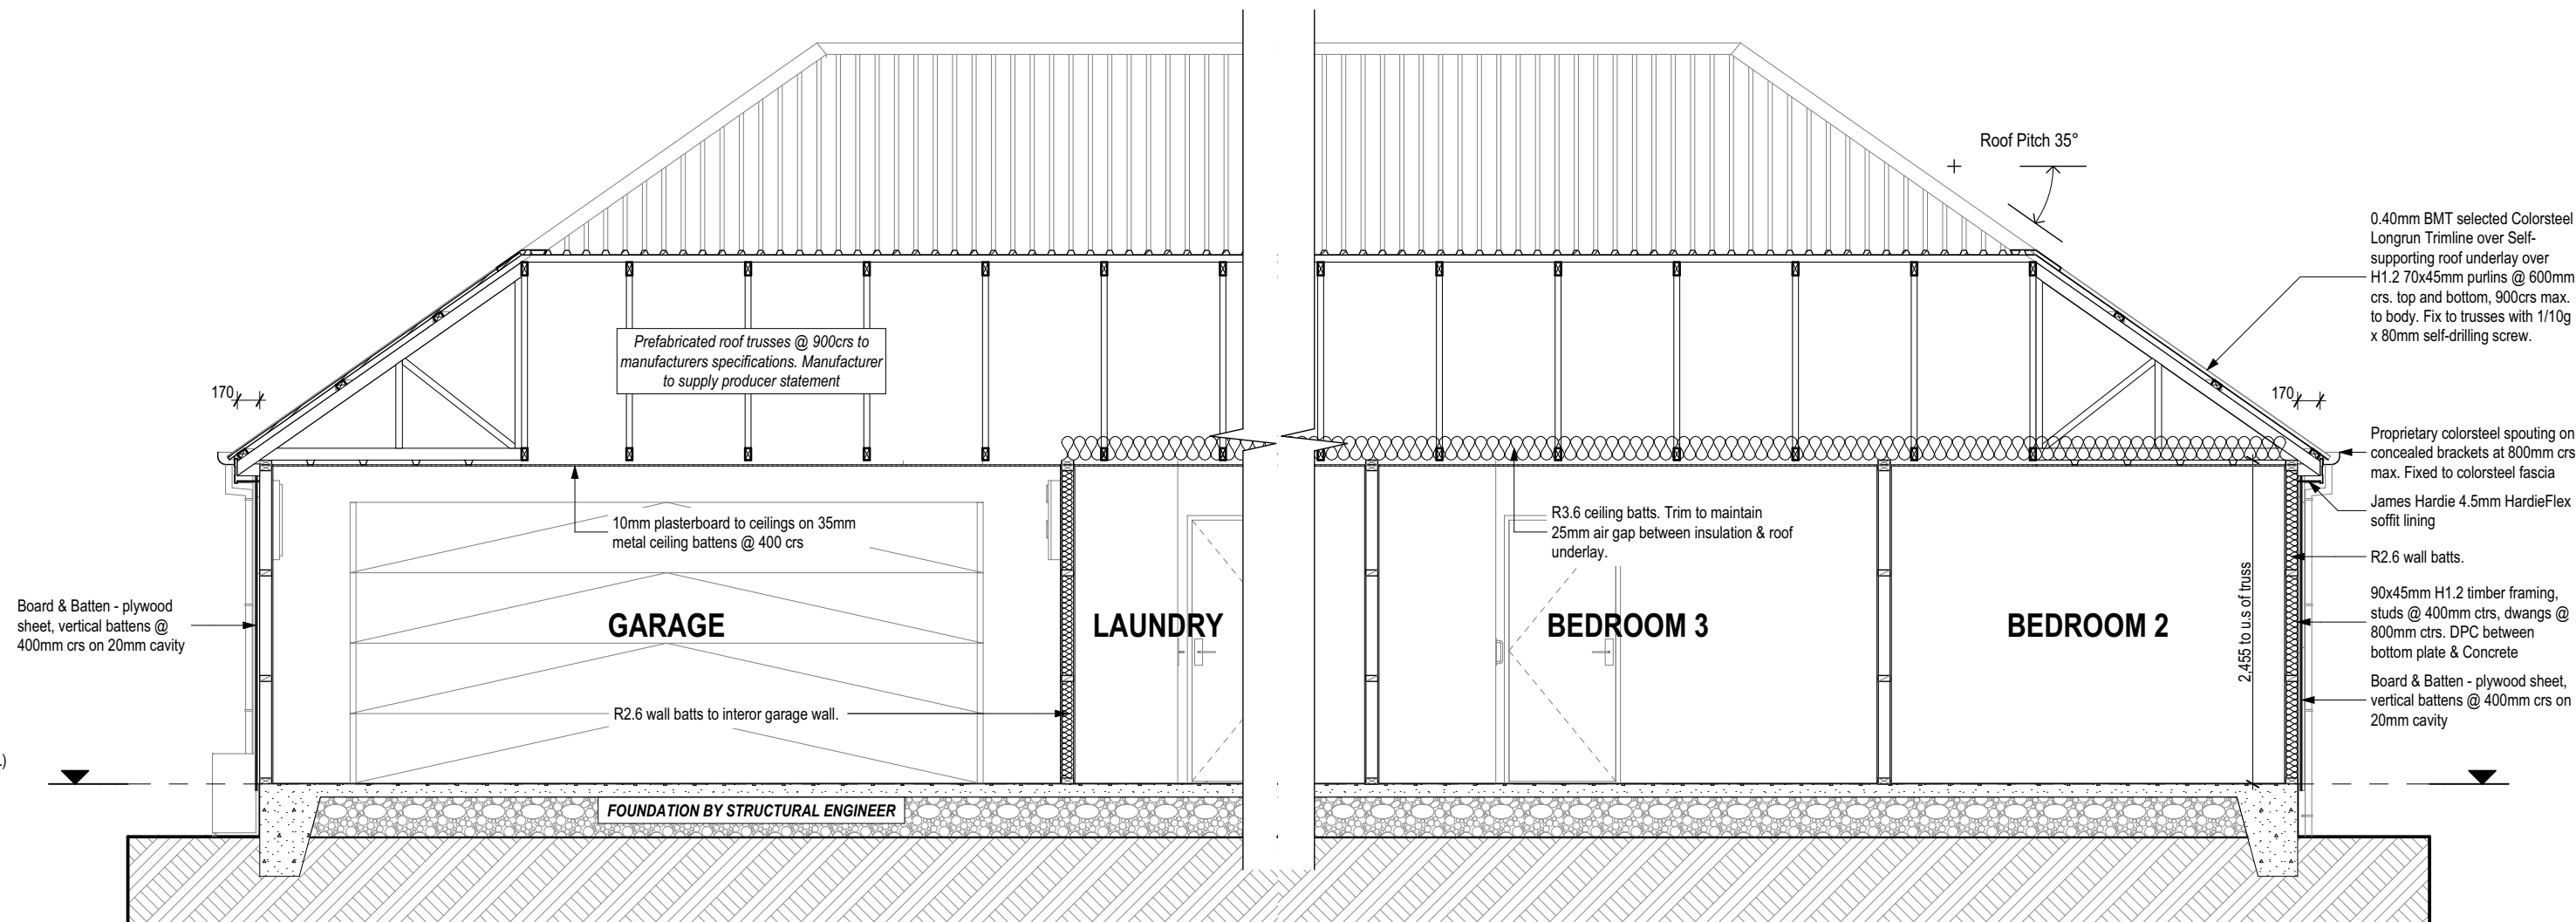 Roof Pitch 35°
0.40mm BMT selected Colorsteel
Longrun Trimline over Self-
supporting roof underlay over
H1.2 70x45mm purlins @ 600mm
crs. top and bottom, 900crs max.
to body. Fix to trusses with 1/10g
x 80mm self-drilling screw.
Prefabricated roof trusses @ 900crs to
manufacturers specifications. Manufacturer
to supply producer statement
170
170
Proprietary colorsteel spouting on
concealed brackets at 800mm crs
max. Fixed to colorsteel fascia
James Hardie 4.5mm HardieFlex
soffit lining
10mm plasterboard to ceilings on 35mm
metal ceiling battens @ 400 crs
R3.6 ceiling batts. Trim to maintain
25mm air gap between insulation & roof
underlay.
R2.6 wall batts.
90x45mm H1.2 timber framing,
studs @ 400mm ctrs, dwangs @
800mm ctrs. DPC between
bottom plate & Concrete
Board & Batten - plywood
sheet, vertical battens @
400mm crs on 20mm cavity
GARAGE
LAUNDRY
BEDROOM 3
BEDROOM 2
2,455 to u.s of truss
Board & Batten - plywood sheet,
vertical battens @ 400mm crs on
20mm cavity
R2.6 wall batts to interor garage wall.
FOUNDATION BY STRUCTURAL ENGINEER